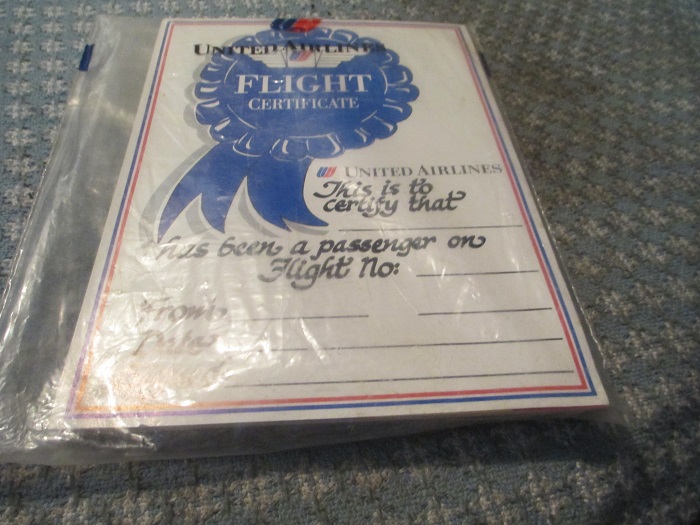 UNITED AIRLINES
FLIGHT
CERTIFICATE
UNITED AIRLINES
This is to
certify that
has been a passenger on
Flight No:
From
Date